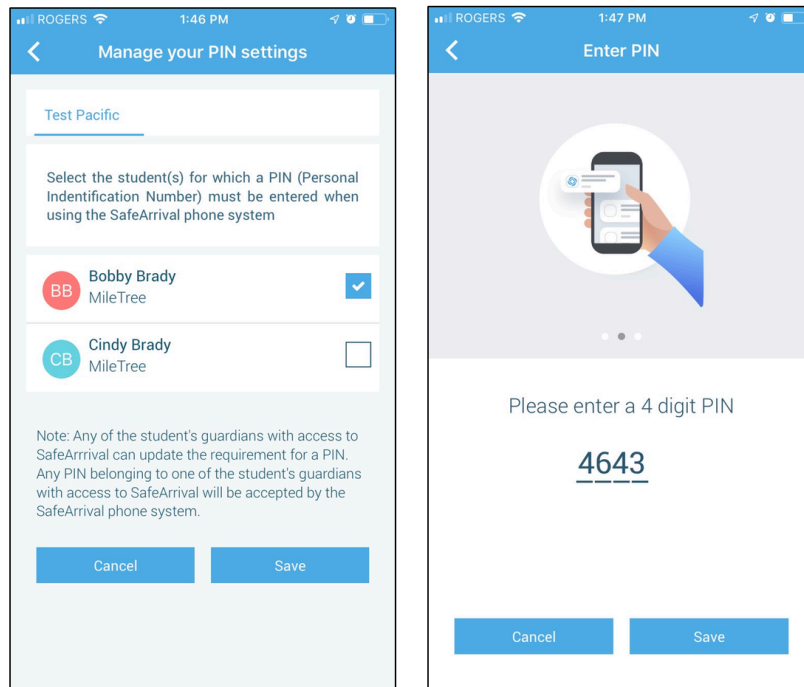 ROGERS 1:46 PM
Manage your PIN settings
Test Pacific
Select the student(s) for which a PIN (Personal
Indentification Number) must be entered when
using the SafeArrival phone system
BB
Bobby Brady
MileTree
CB
Cindy Brady
MileTree
Note: Any of the student's guardians with access to
SafeArrrival can update the requirement for a PIN.
Any PIN belonging to one of the student's guardians
with access to SafeArrival will be accepted by the
SafeArrival phone system.
Cancel Save
ROGERS 1:47 PM
Enter PIN
Please enter a 4 digit PIN
4643
Cancel Save